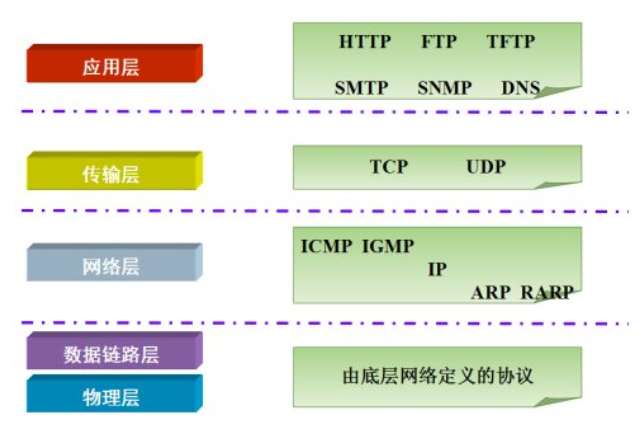 应用层
HTTP FTP TFTP
SMTP SNMP DNS
传输层
TCP UDP
网络层
ICMP IGMP
IP
ARP RARP
数据链路层
物理层
由底层网络定义的协议